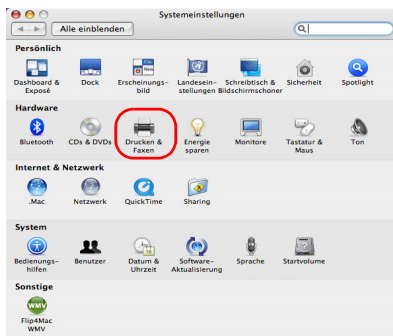 Systemeinstellungen
Alle einblenden
Persönlich
Dashboard & Exposé
Dock
Erscheinungs-
bild
Landesein-
stellungen
Schreibtisch &
Bildschirmschoner
Sicherheit
Spotlight
Hardware
Bluetooth
CDs & DVDs
Drucken &
Faxen
Energie
sparen
Monitore
Tastatur &
Maus
Ton
Internet & Netzwerk
.Mac
Netzwerk
QuickTime
Sharing
System
Bedienungs-
hilfen
Benutzer
Datum &
Uhrzeit
Software-
Aktualisierung
Sprache
Startvolume
Sonstige
WMV
Flip4Mac
WMV